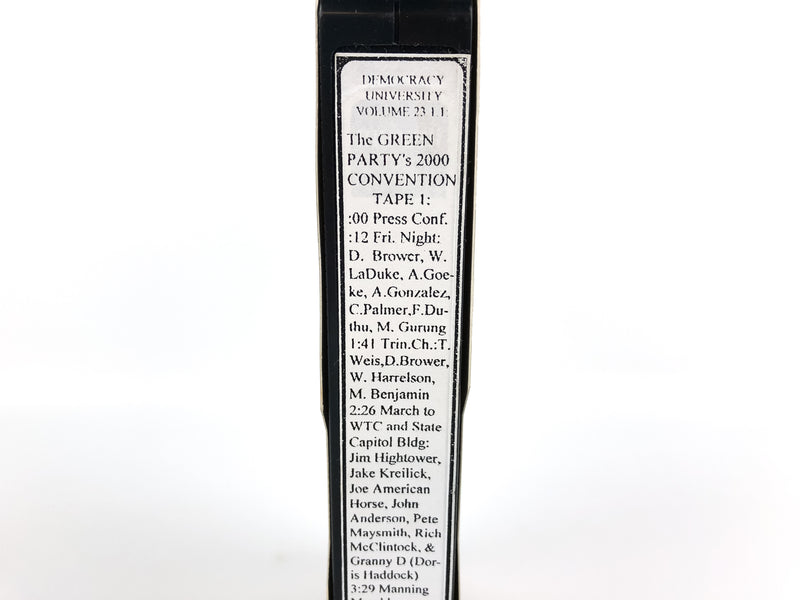 DEMOCRACY
UNIVERSITY
VOLUME 23 1.1.
The GREEN
PARTY's 2000
CONVENTION
TAPE 1:
:00 Press Conf.
:12 Fri. Night:
D. Brower, W.
LaDuke, A.Goe-
ke, A.Gonzalez,
C.Palmer,F.Du-
thu, M. Gurung
1:41 Trin.Ch.:T.
Weis,D.Brower,
W. Harrelson,
M. Benjamin
2:26 March to
WTC and State
Capitol Bldg:
Jim Hightower,
Jake Kreilick,
Joe American
Horse, John
Anderson, Pete
Maysmith, Rich
McClintock, &
Granny D (Dor-
is Haddock)
3:29 Manning